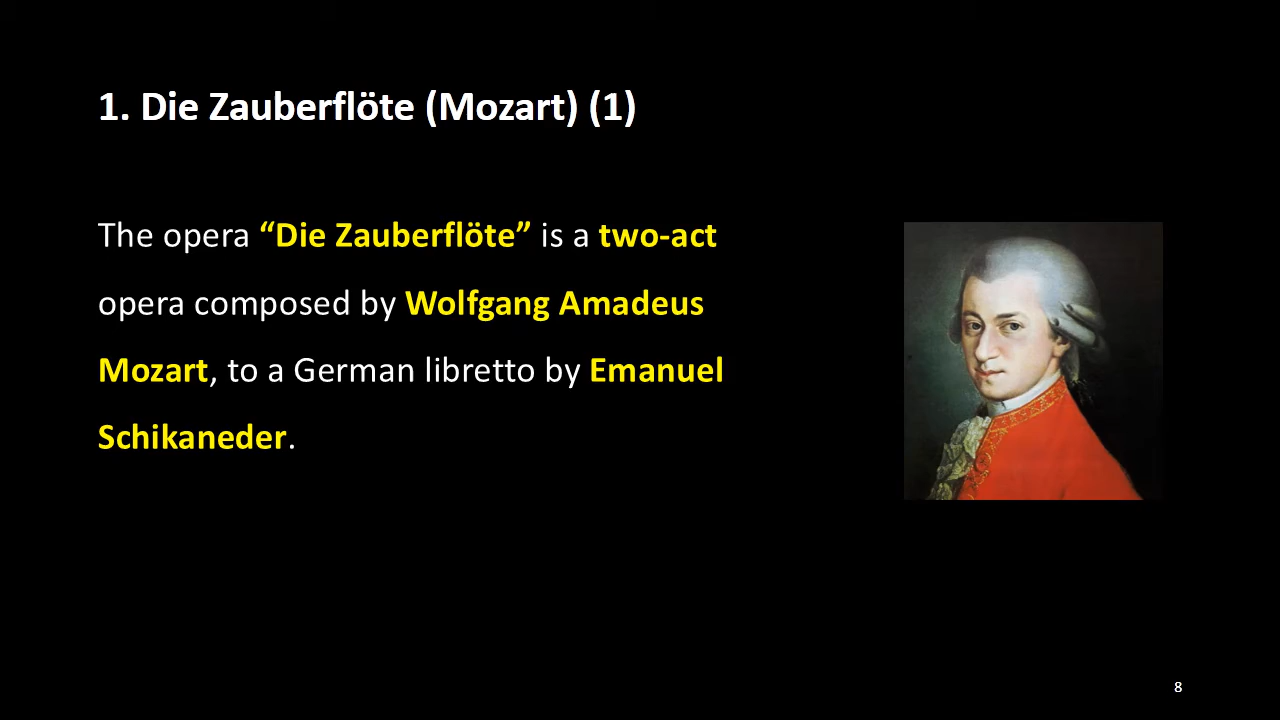 1. Die Zauberflöte (Mozart) (1)
The opera “Die Zauberflöte” is a two-act
opera composed by Wolfgang Amadeus
Mozart, to a German libretto by Emanuel
Schikaneder.
8